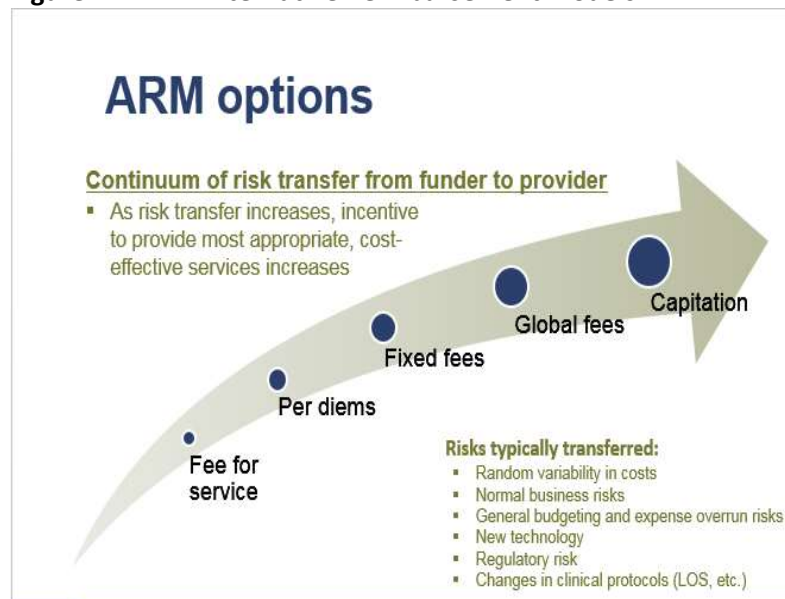 ARM options
Continuum of risk transfer from funder to provider
▪ As risk transfer increases, incentive
to provide most appropriate, cost-
effective services increases
Capitation
Global fees
Fixed fees
Per diems
Fee for
service
Risks typically transferred:
▪ Random variability in costs
▪ Normal business risks
▪ General budgeting and expense overrun risks
▪ New technology
▪ Regulatory risk
▪ Changes in clinical protocols (LOS, etc.)